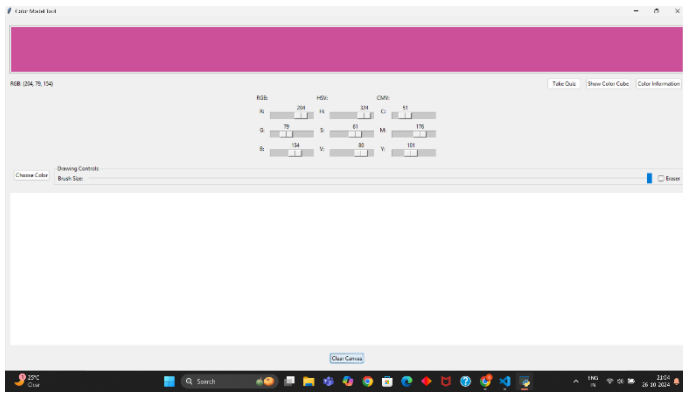 Color Model Tool
RGB: (204, 79, 154)
Take Quiz Show Color Cube Color Information
RGB: HSV: CMY:
R: 204 H: 324 C: 51
G: 79 S: 61 M: 176
B: 154 V: 80 Y: 101
Choose Color
Drawing Controls
Brush Size: Eraser
Clear Canvas
25°C
Clear
Search
ENG
IN
21:04
26-10-2024